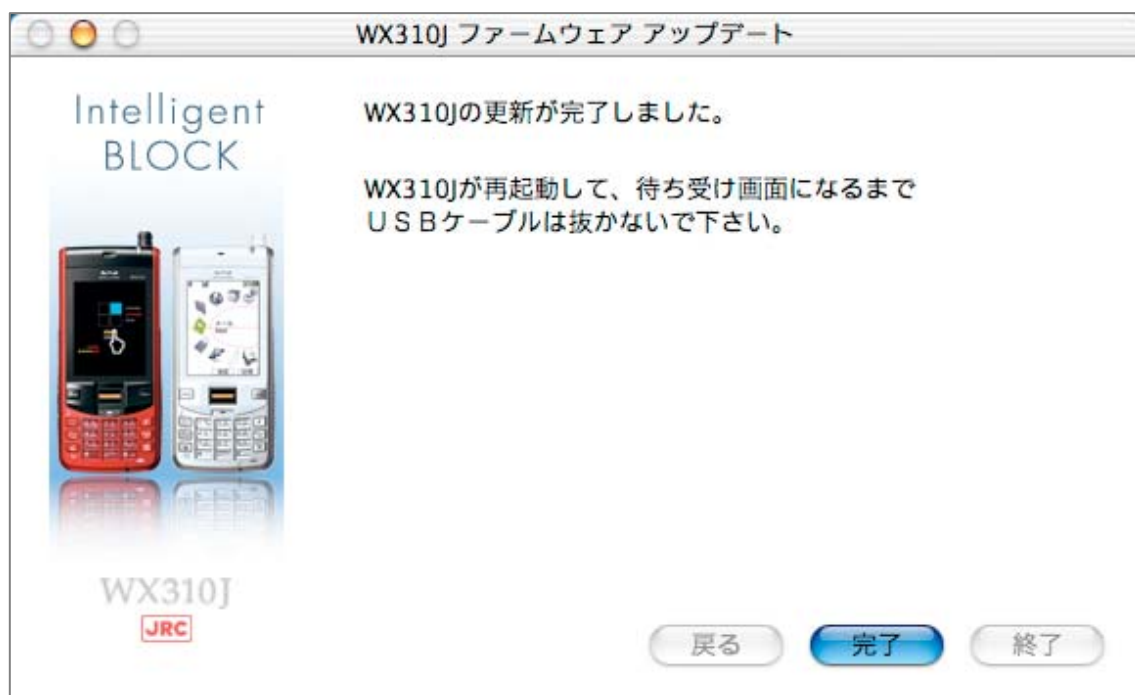 WX310J ファームウェア アップデート
Intelligent
BLOCK
WX310Jの更新が完了しました。
WX310Jが再起動して、待ち受け画面になるまで
ＵＳＢケーブルは抜かないで下さい。
WX310J
JRC
戻る
完了
終了